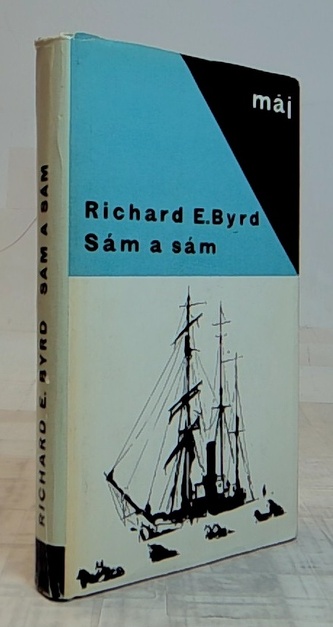 máj
Richard E.Byrd
Sám a sám
RICHARD E. BYRD SÁM A SÁM